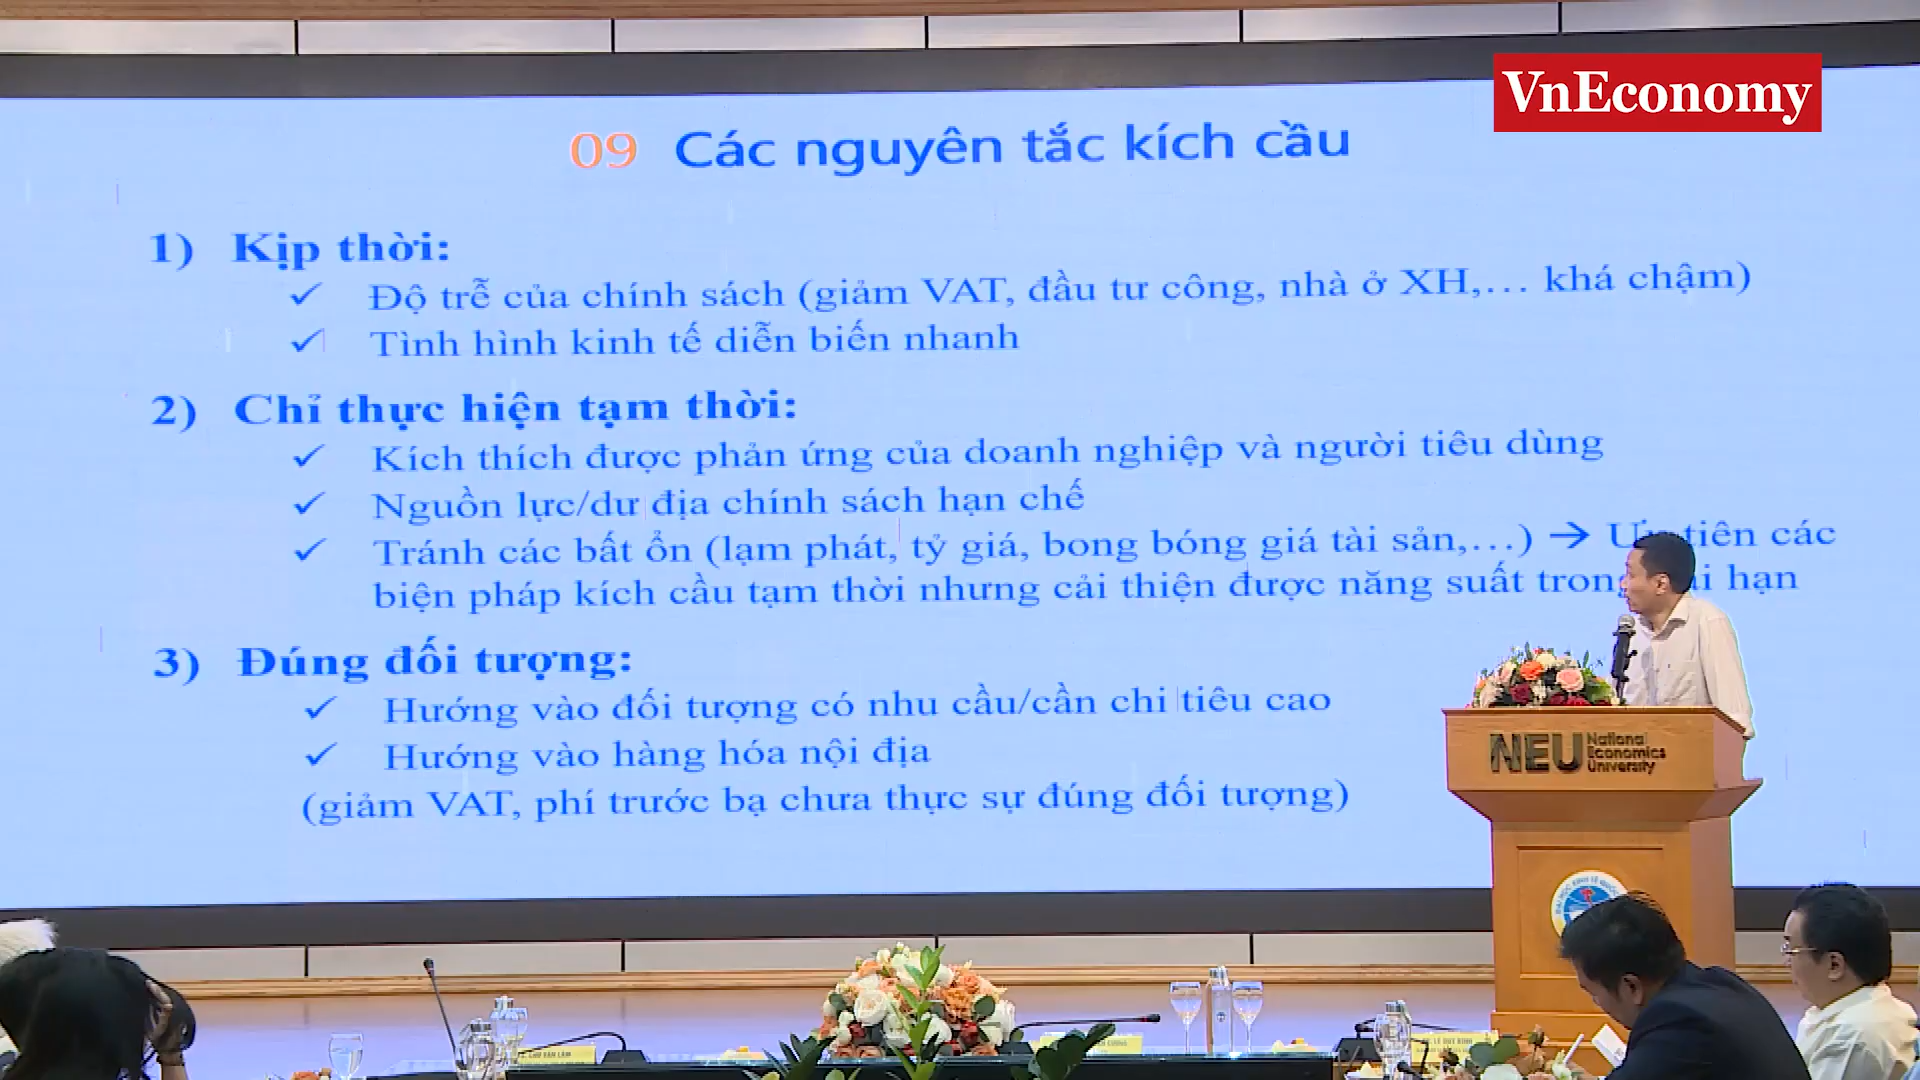 VnEconomy
09 Các nguyên tắc kích cầu
1) Kịp thời:
✓ Độ trễ của chính sách (giảm VAT, đầu tư công, nhà ở XH,... khá chậm)
✓ Tình hình kinh tế diễn biến nhanh
2) Chỉ thực hiện tạm thời:
✓ Kích thích được phản ứng của doanh nghiệp và người tiêu dùng
✓ Nguồn lực/dư địa chính sách hạn chế
✓ Tránh các bất ổn (lạm phát, tỷ giá, bong bóng giá tài sản,...) → Ưu tiên các
biện pháp kích cầu tạm thời nhưng cải thiện được năng suất trong hạn
3) Đúng đối tượng:
✓ Hướng vào đối tượng có nhu cầu/cần chi tiêu cao
✓ Hướng vào hàng hóa nội địa
(giảm VAT, phí trước bạ chưa thực sự đúng đối tượng)
NEU National
Economics
University